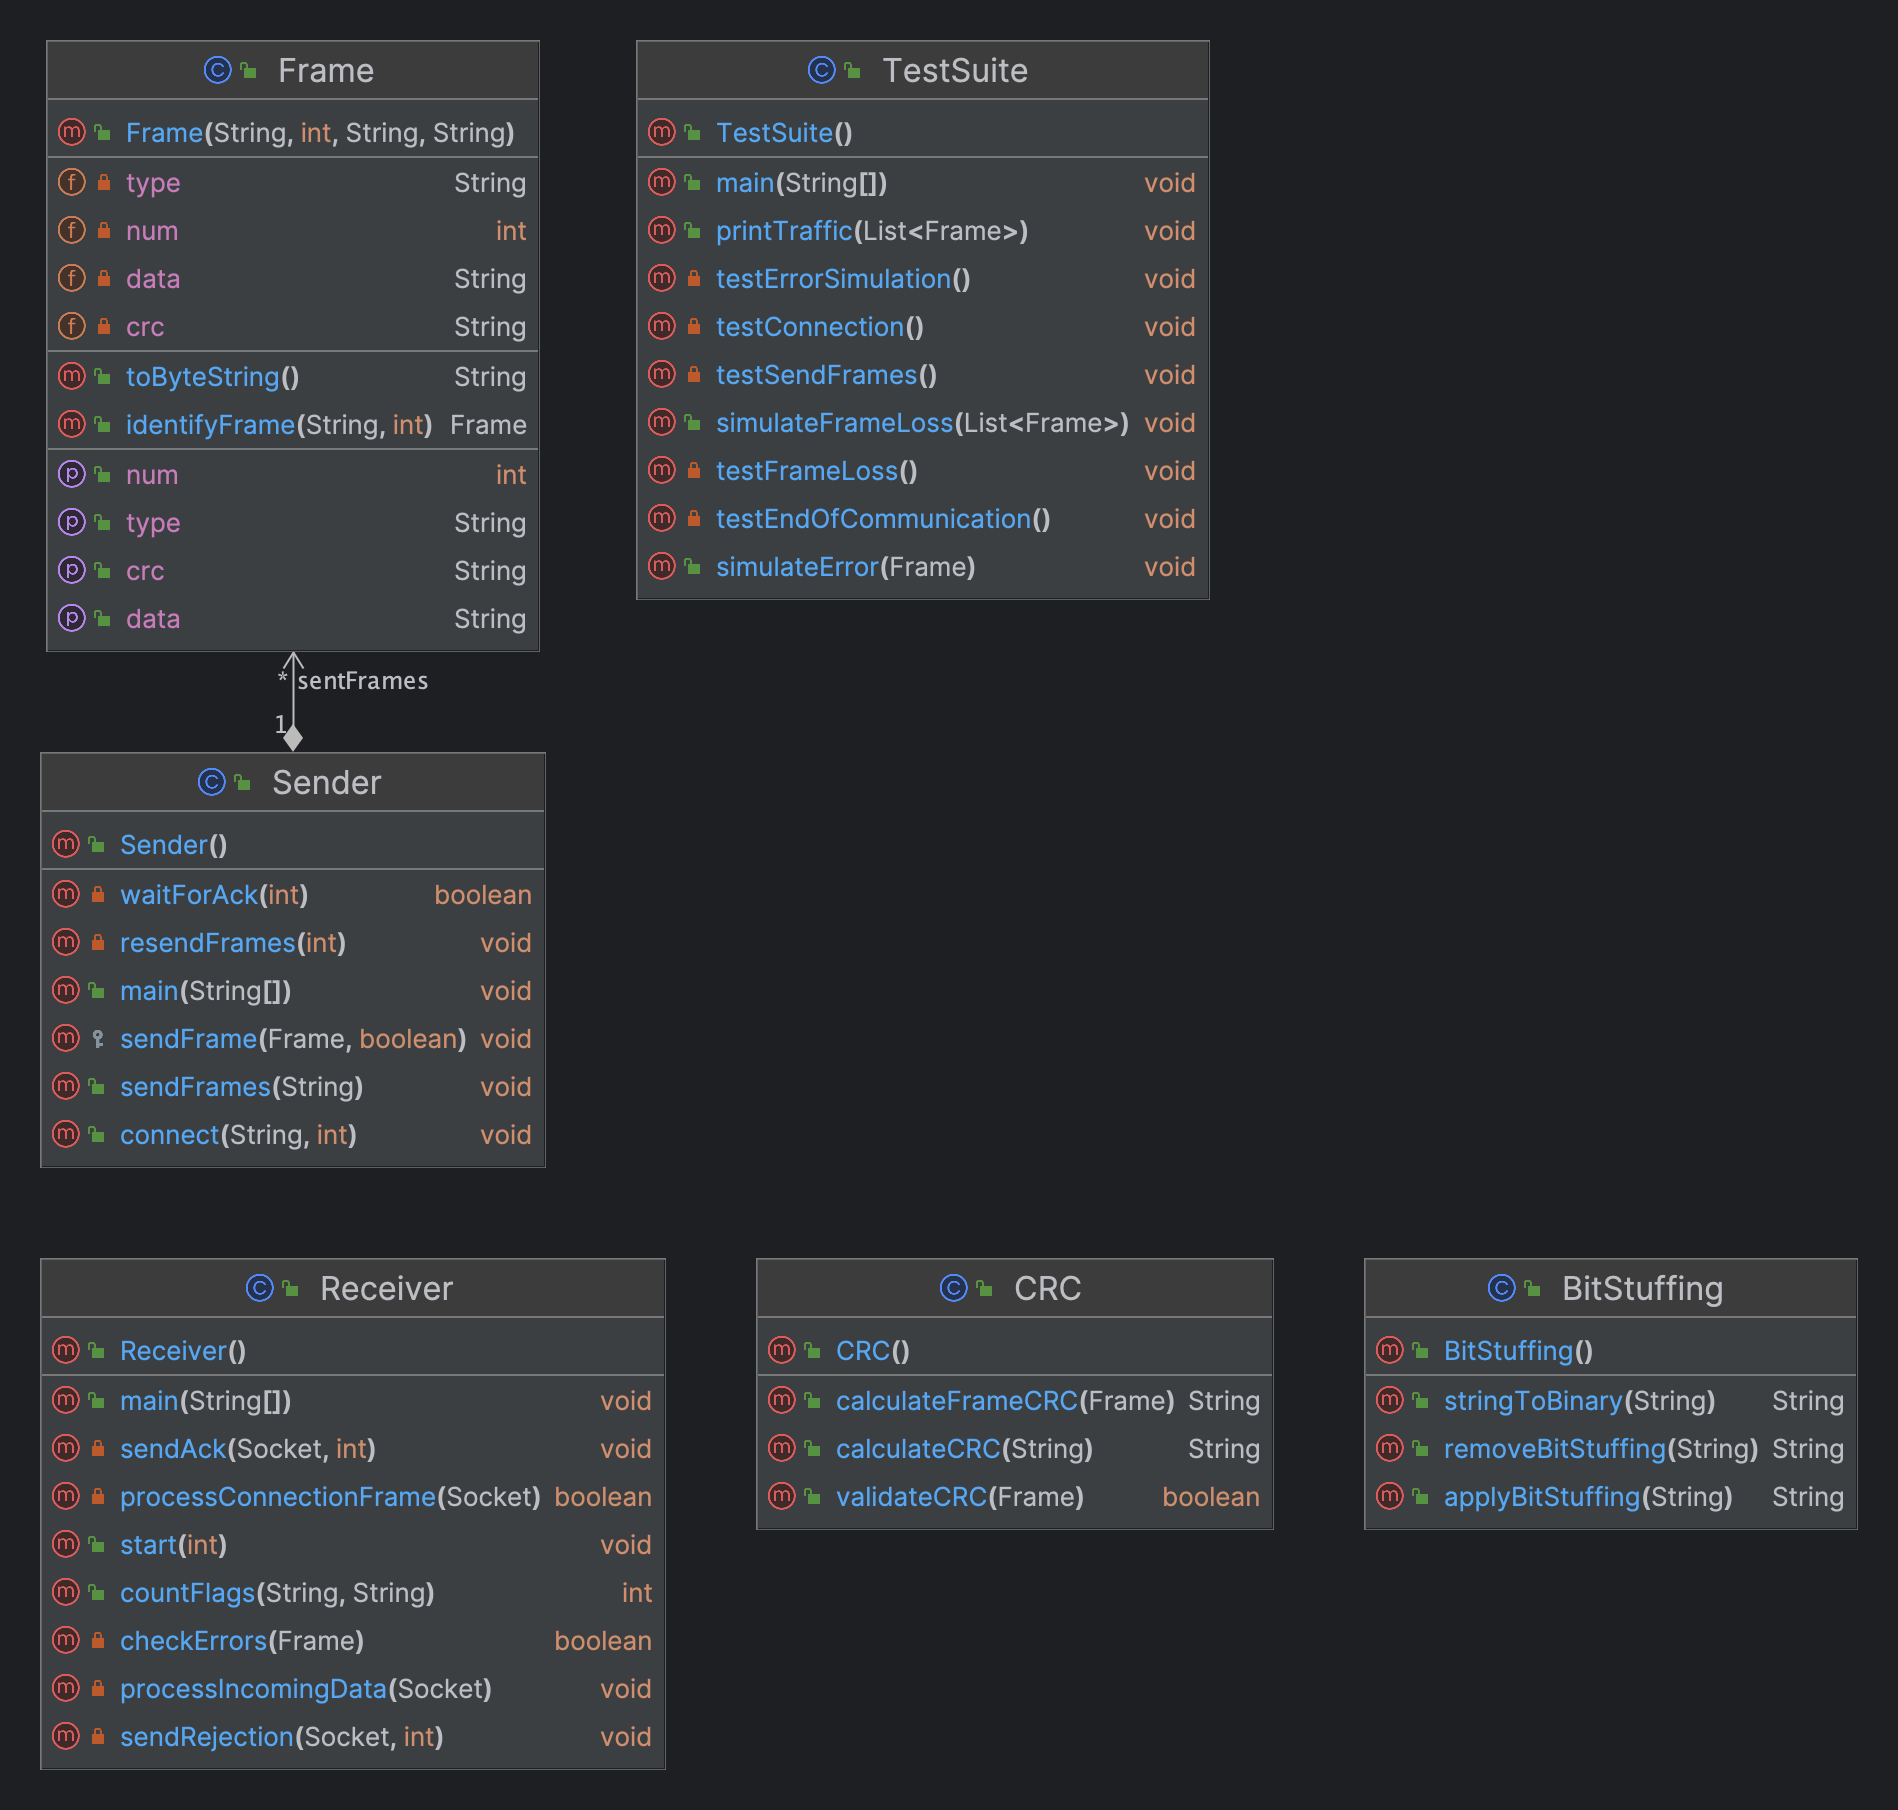 Frame
Frame(String, int, String, String)
type String
num int
data String
crc String
toByteString() String
identifyFrame(String, int) Frame
num int
type String
crc String
data String
TestSuite
TestSuite()
main(String[]) void
printTraffic(List<Frame>) void
testErrorSimulation() void
testConnection() void
testSendFrames() void
simulateFrameLoss(List<Frame>) void
testFrameLoss() void
testEndOfCommunication() void
simulateError(Frame) void
* sentFrames
1
Sender
Sender()
waitForAck(int) boolean
resendFrames(int) void
main(String[]) void
sendFrame(Frame, boolean) void
sendFrames(String) void
connect(String, int) void
Receiver
Receiver()
main(String[]) void
sendAck(Socket, int) void
processConnectionFrame(Socket) boolean
start(int) void
countFlags(String, String) int
checkErrors(Frame) boolean
processIncomingData(Socket) void
sendRejection(Socket, int) void
CRC
CRC()
calculateFrameCRC(Frame) String
calculateCRC(String) String
validateCRC(Frame) boolean
BitStuffing
BitStuffing()
stringToBinary(String) String
removeBitStuffing(String) String
applyBitStuffing(String) String